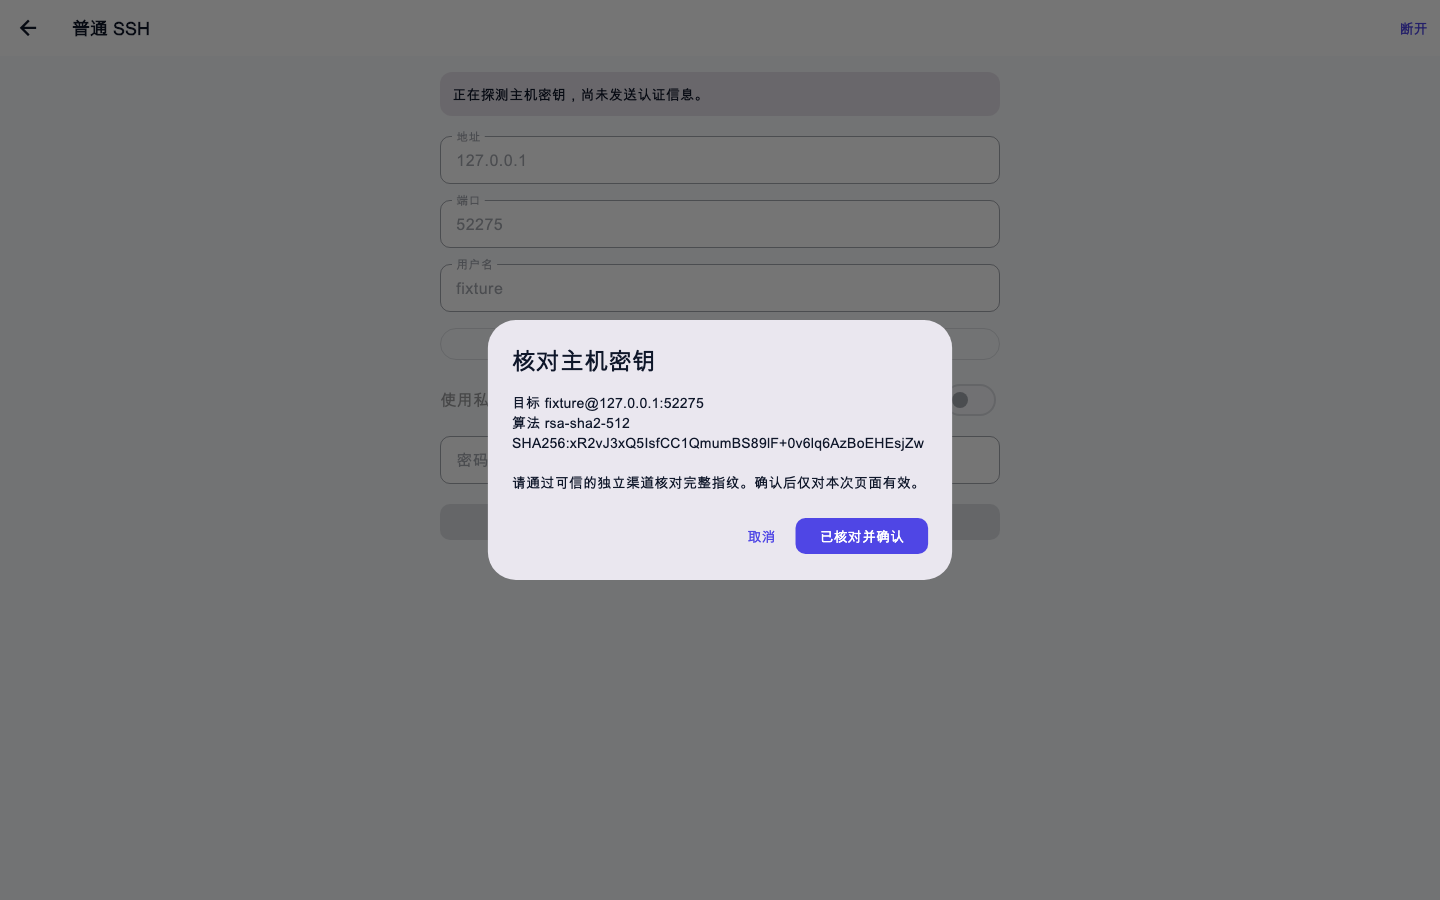 普通 SSH
断开
正在探测主机密钥，尚未发送认证信息。
地址
127.0.0.1
端口
52275
用户名
fixture
使用私
密码
核对主机密钥
目标 fixture@127.0.0.1:52275
算法 rsa-sha2-512
SHA256:xR2vJ3xQ5IsfCC1QmumBS89lF+0v6lq6AzBoEHEsjZw
请通过可信的独立渠道核对完整指纹。确认后仅对本次页面有效。
取消
已核对并确认